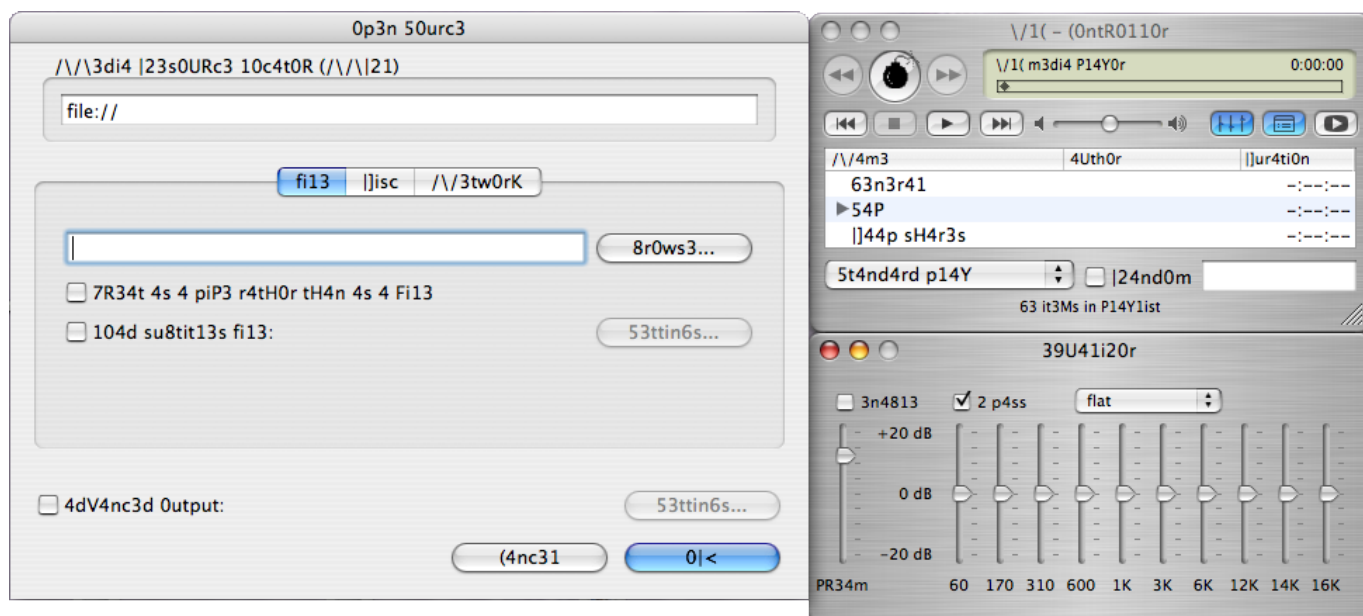 0p3n 50urc3
/\/\3di4 |23s0URc3 10c4t0R (/\/\|21)
file://
fi13 |]isc /\/3tw0rK
8r0ws3...
7R34t 4s 4 piP3 r4tH0r tH4n 4s 4 Fi13
104d su8tit13s fi13: 53ttin6s...
4dV4nc3d 0utput: 53ttin6s...
(4nc31 0|<
\/1( – (0ntR0110r
\/1( m3di4 P14Y0r 0:00:00
/\/4m3 4Uth0r |]ur4ti0n
63n3r41 –:––:––
54P –:––:––
|]44p sH4r3s –:––:––
5t4nd4rd p14Y |24nd0m
63 it3Ms in P14Y1ist
39U41i20r
3n4813 2 p4ss flat
+20 dB
0 dB
–20 dB
PR34m 60 170 310 600 1K 3K 6K 12K 14K 16K